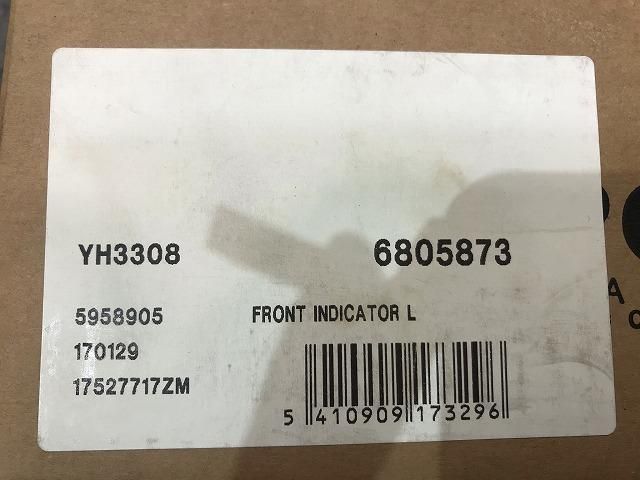 YH3308
6805873
5958905
FRONT INDICATOR L
170129
17527717ZM
5 410909 173296